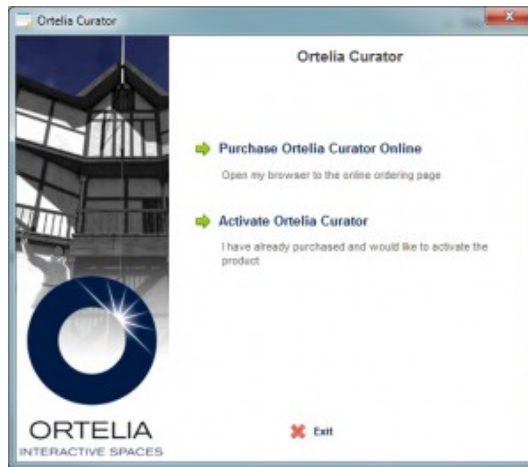 Ortelia Curator
Ortelia Curator
Purchase Ortelia Curator Online
Open my browser to the online ordering page
Activate Ortelia Curator
I have already purchased and would like to activate the
product
ORTELIA
INTERACTIVE SPACES
Exit